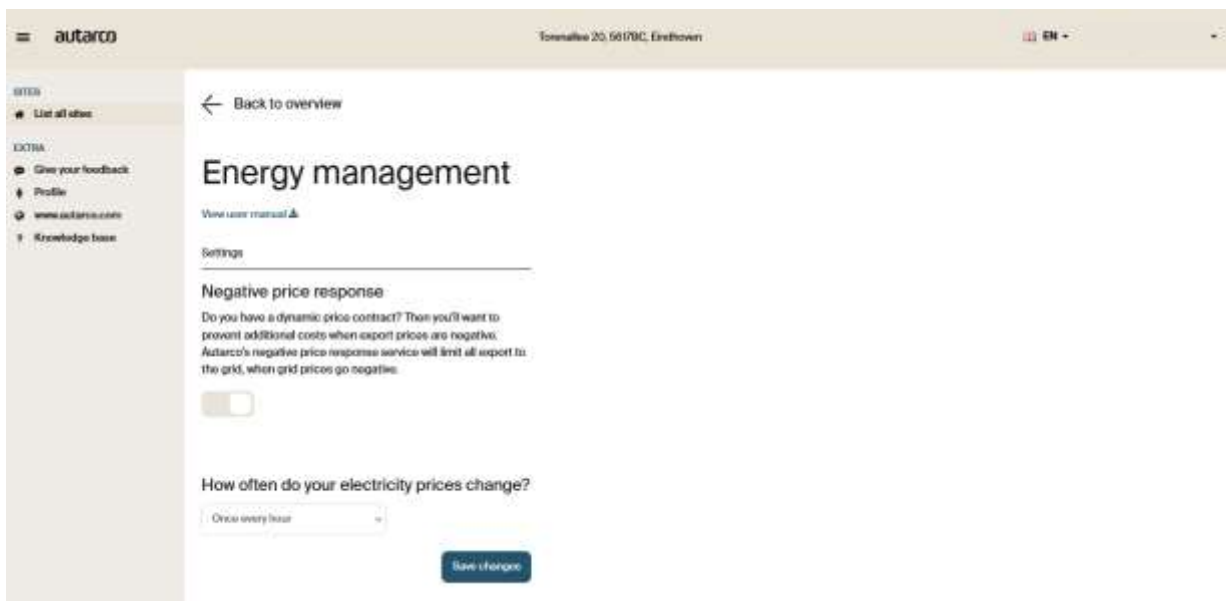 autarco
Torenallee 20, 5617BC, Eindhoven
EN
SITES
List all sites
EXTRA
Give your feedback
Profile
www.autarco.com
Knowledge base
Back to overview
Energy management
View user manual
Settings
Negative price response
Do you have a dynamic price contract? Then you'll want to
prevent additional costs when export prices are negative.
Autarco's negative price response service will limit all export to
the grid, when grid prices go negative.
How often do your electricity prices change?
Once every hour
Save changes